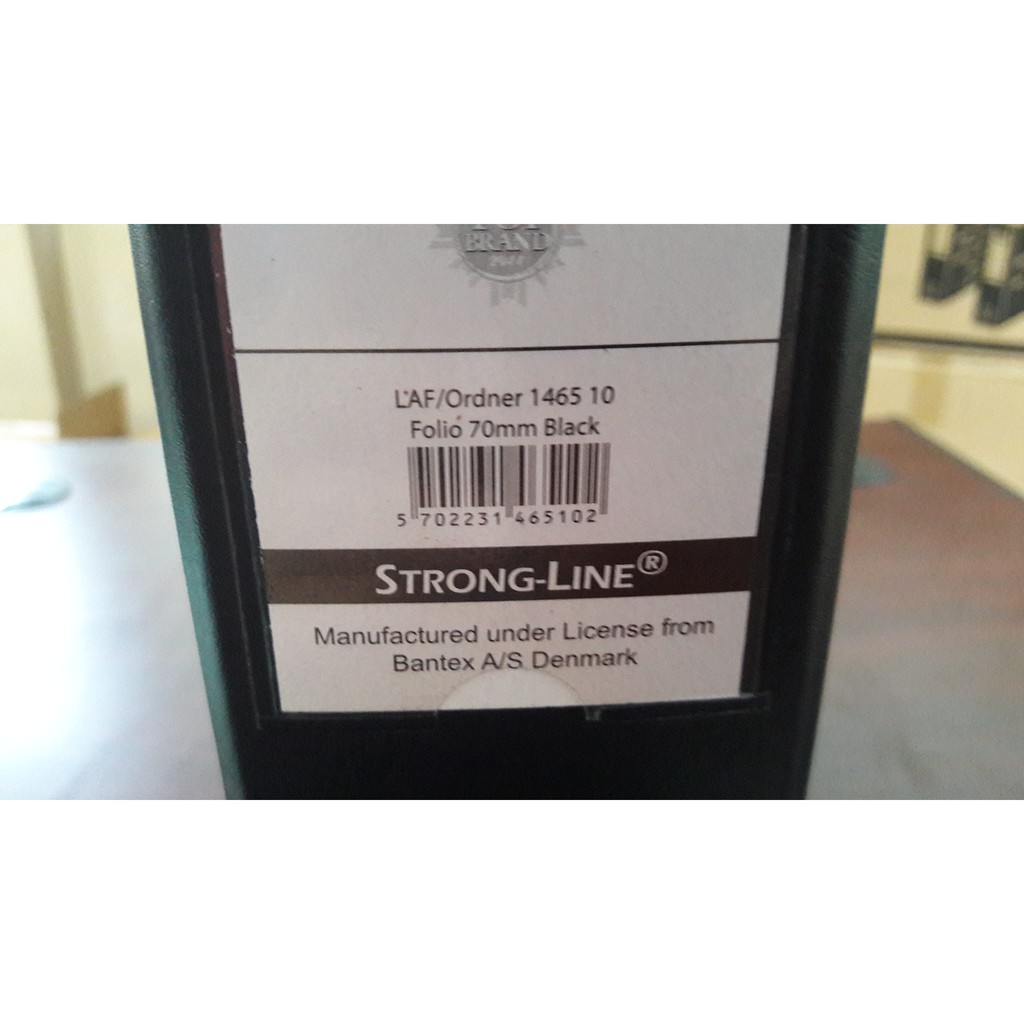 BRAND
L'AF/Ordner 1465 10
Folio 70mm Black
5 702231 465102
STRONG-LINE®
Manufactured under License from
Bantex A/S Denmark